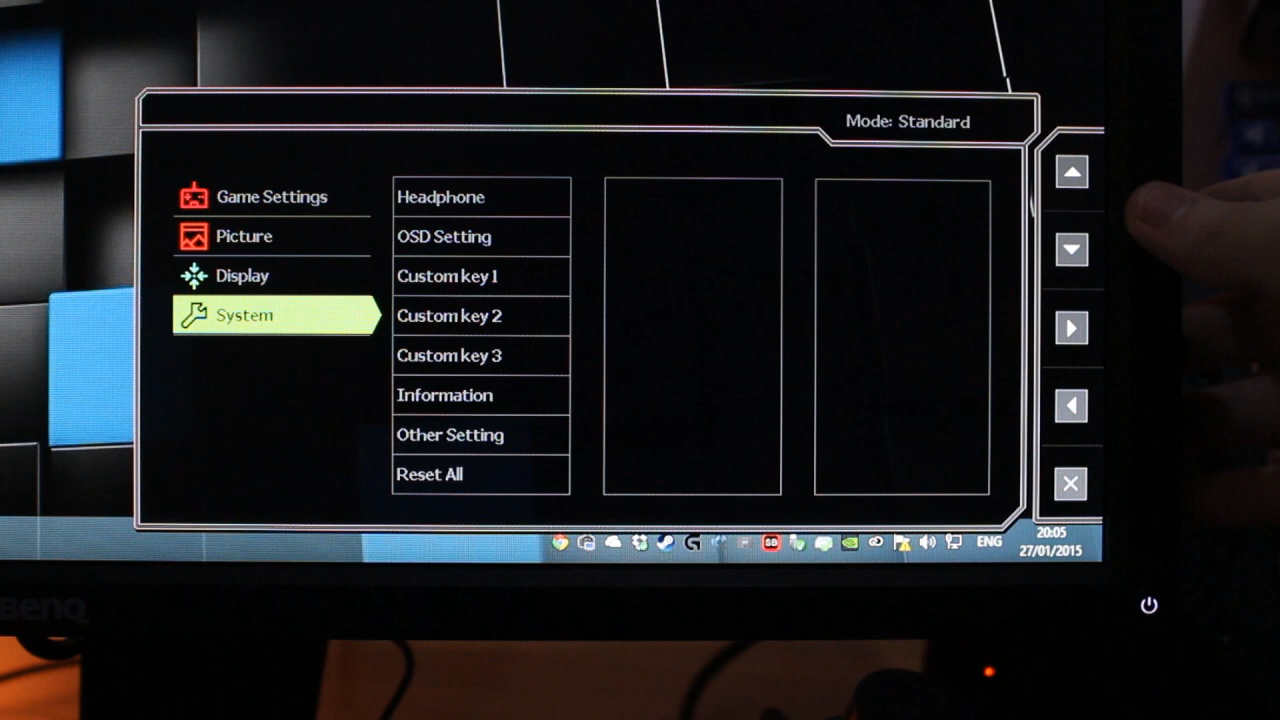 Mode: Standard
Game Settings
Picture
Display
System
Headphone
OSD Setting
Custom key 1
Custom key 2
Custom key 3
Information
Other Setting
Reset All
SB
ENG
20:05
27/01/2015
BenQ